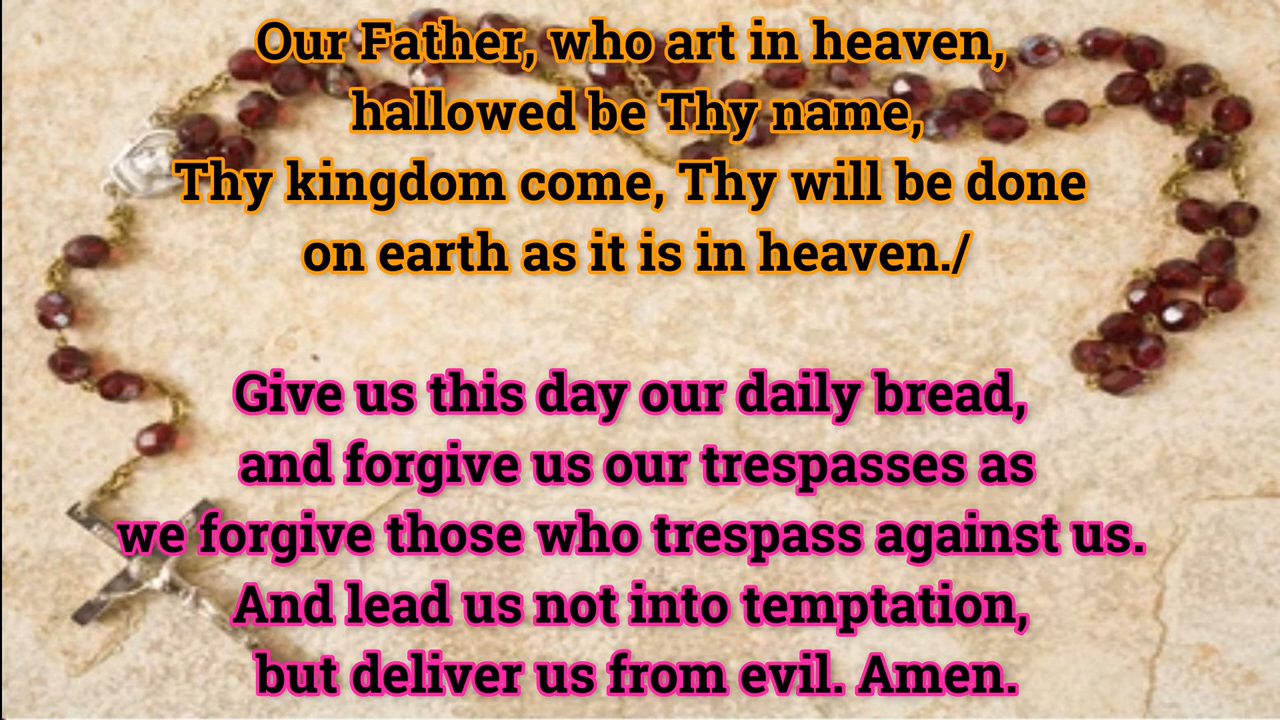 Our Father, who art in heaven,
hallowed be Thy name,
Thy kingdom come, Thy will be done
on earth as it is in heaven./
Give us this day our daily bread,
and forgive us our trespasses as
we forgive those who trespass against us.
And lead us not into temptation,
but deliver us from evil. Amen.